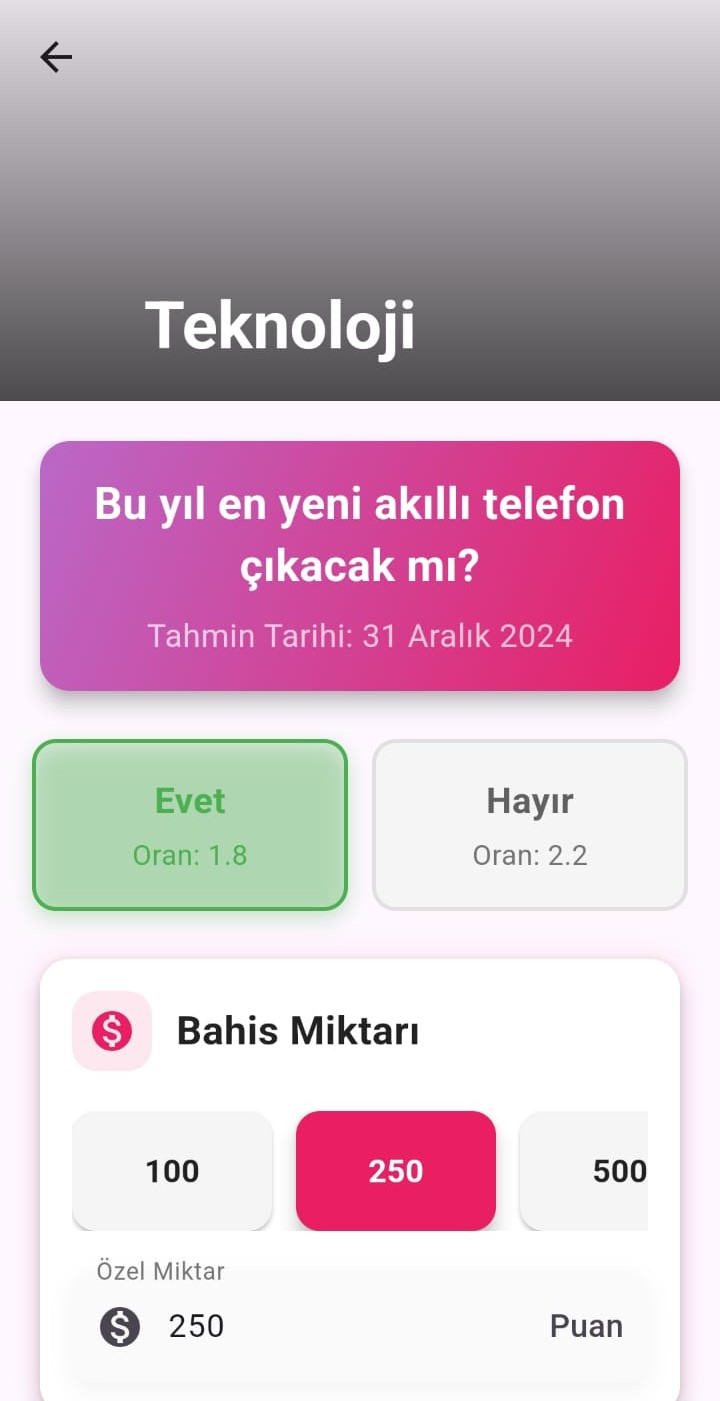 Teknoloji
Bu yıl en yeni akıllı telefon
çıkacak mı?
Tahmin Tarihi: 31 Aralık 2024
Evet
Hayır
Oran: 1.8
Oran: 2.2
$ Bahis Miktarı
100
250
500
Özel Miktar
$ 250
Puan